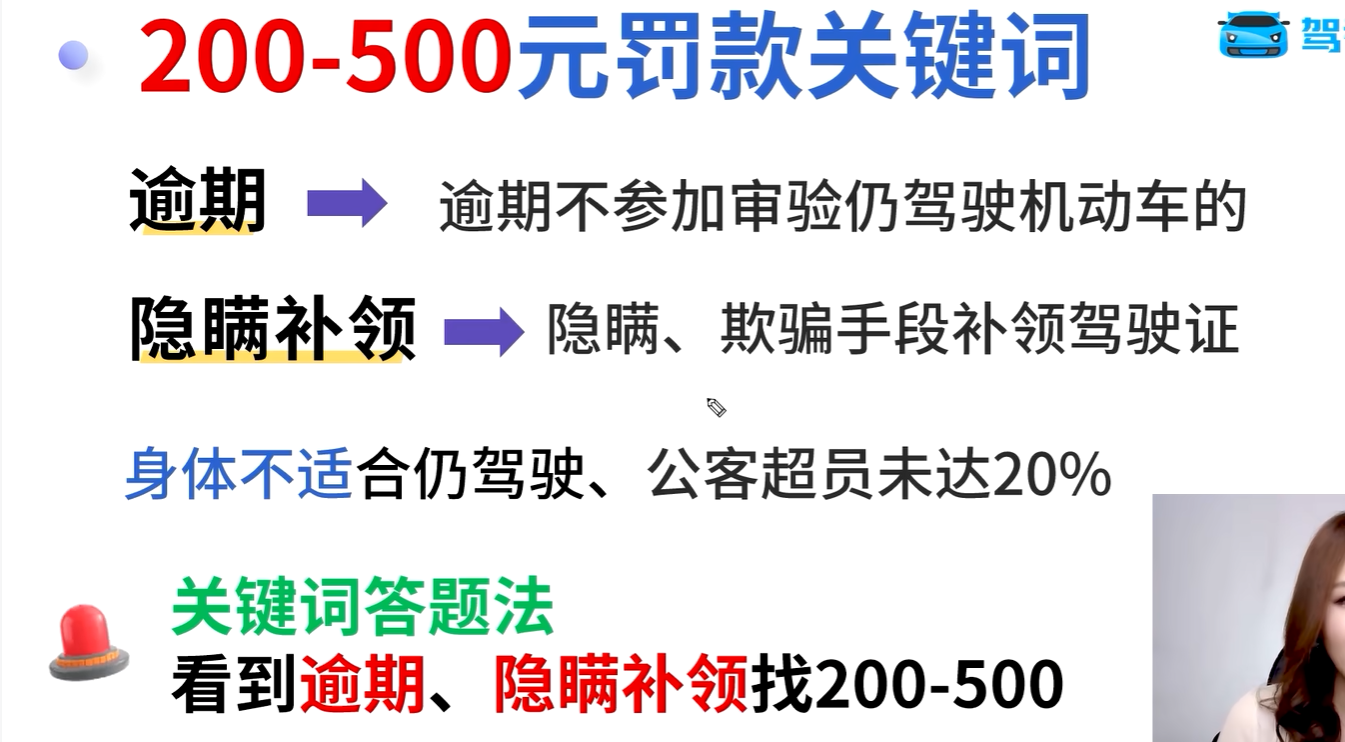 200-500元罚款关键词
驾
逾期 逾期不参加审验仍驾驶机动车的
隐瞒补领 隐瞒、欺骗手段补领驾驶证
身体不适合仍驾驶、公客超员未达20%
关键词答题法
看到逾期、隐瞒补领找200-500